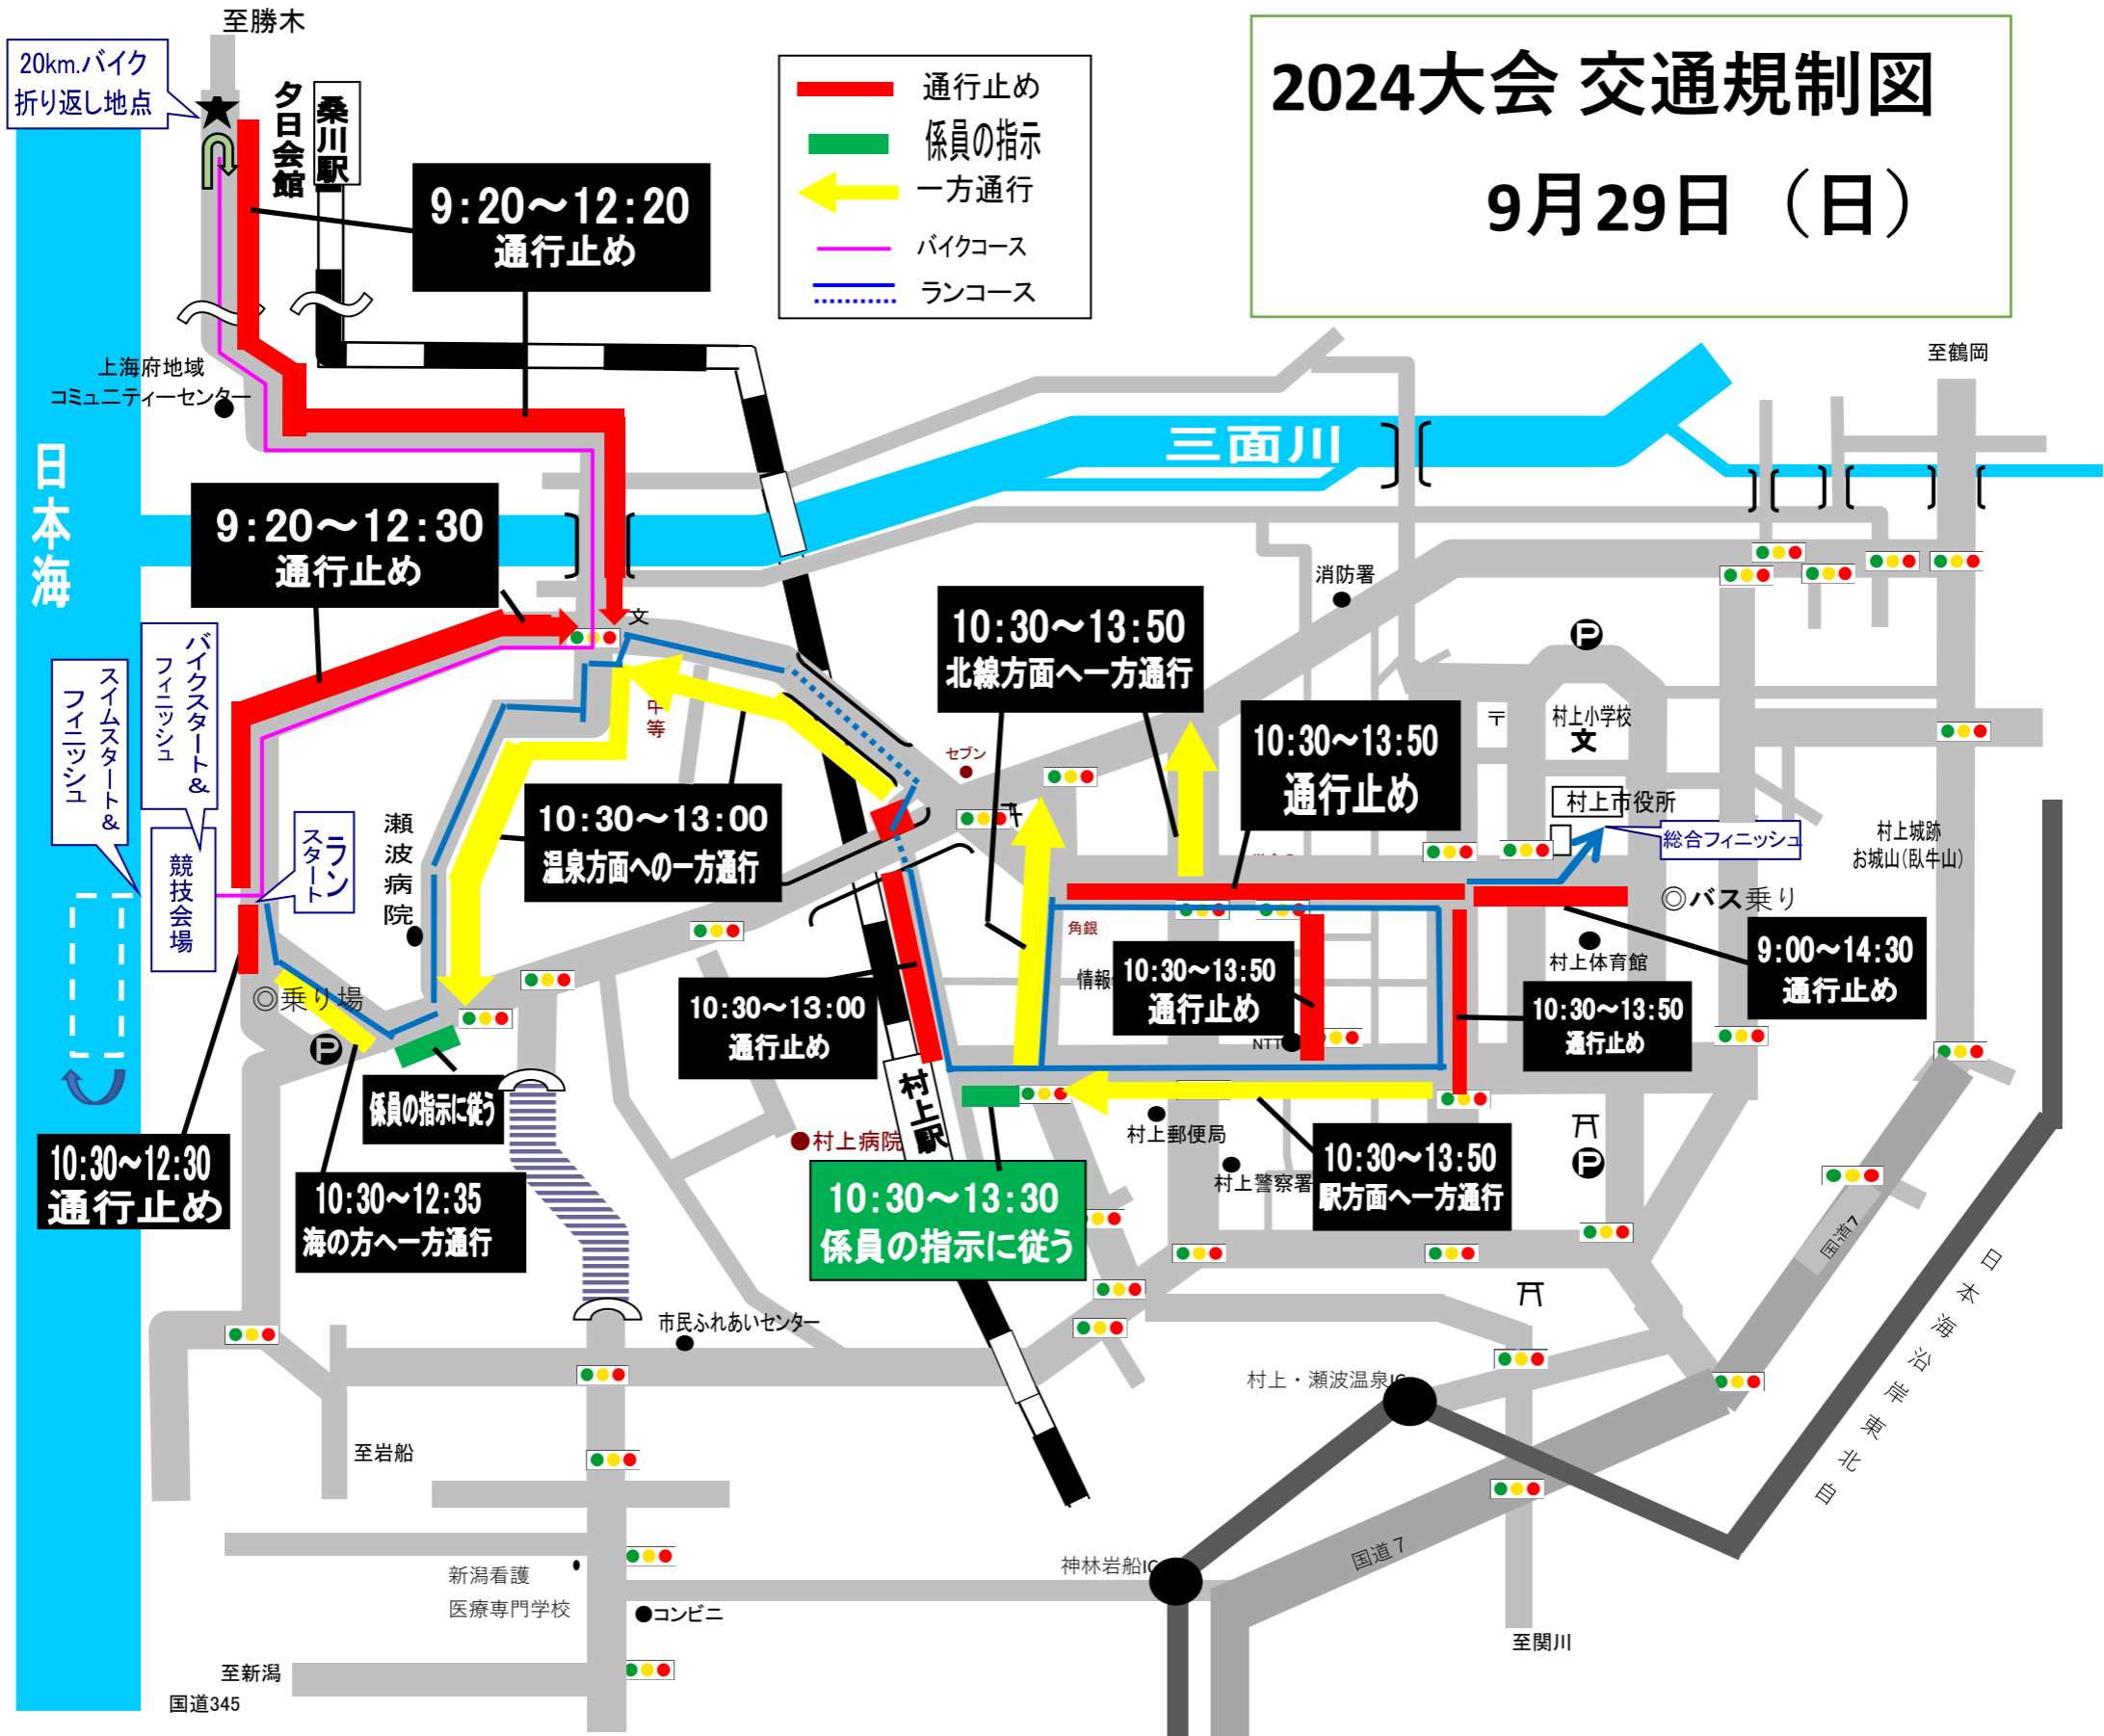 至勝木
20km.バイク
折り返し地点
夕日会館
桑川駅
通行止め
係員の指示
一方通行
バイクコース
ランコース
2024大会 交通規制図
9月29日（日）
9:20～12:20
通行止め
上海府地域
コミュニティーセンター
至鶴岡
三面川
日本海
9:20～12:30
通行止め
文
消防署
10:30～13:50
北線方面へ一方通行
バイクスタート&
フィニッシュ
スイムスタート&
フィニッシュ
中等
セブン
10:30～13:50
通行止め
〒
村上小学校
文
P
村上市役所
総合フィニッシュ
村上城跡
お城山(臥牛山)
瀬波病院
10:30～13:00
温泉方面への一方通行
ラン
スタート
競技会場
◎バス乗り
角銀
情報
10:30～13:50
通行止め
村上体育館
9:00～14:30
通行止め
◎乗り場
P
10:30～13:00
通行止め
10:30～13:50
通行止め
NTT
係員の指示に従う
村上駅
村上郵便局
村上病院
村上警察署
P
10:30～12:30
通行止め
10:30～12:35
海の方へ一方通行
10:30～13:30
係員の指示に従う
10:30～13:50
駅方面へ一方通行
国道7
日本海沿岸東北自
市民ふれあいセンター
村上・瀬波温泉IC
至岩船
国道７
神林岩船IC
新潟看護
医療専門学校
コンビニ
至関川
至新潟
国道345